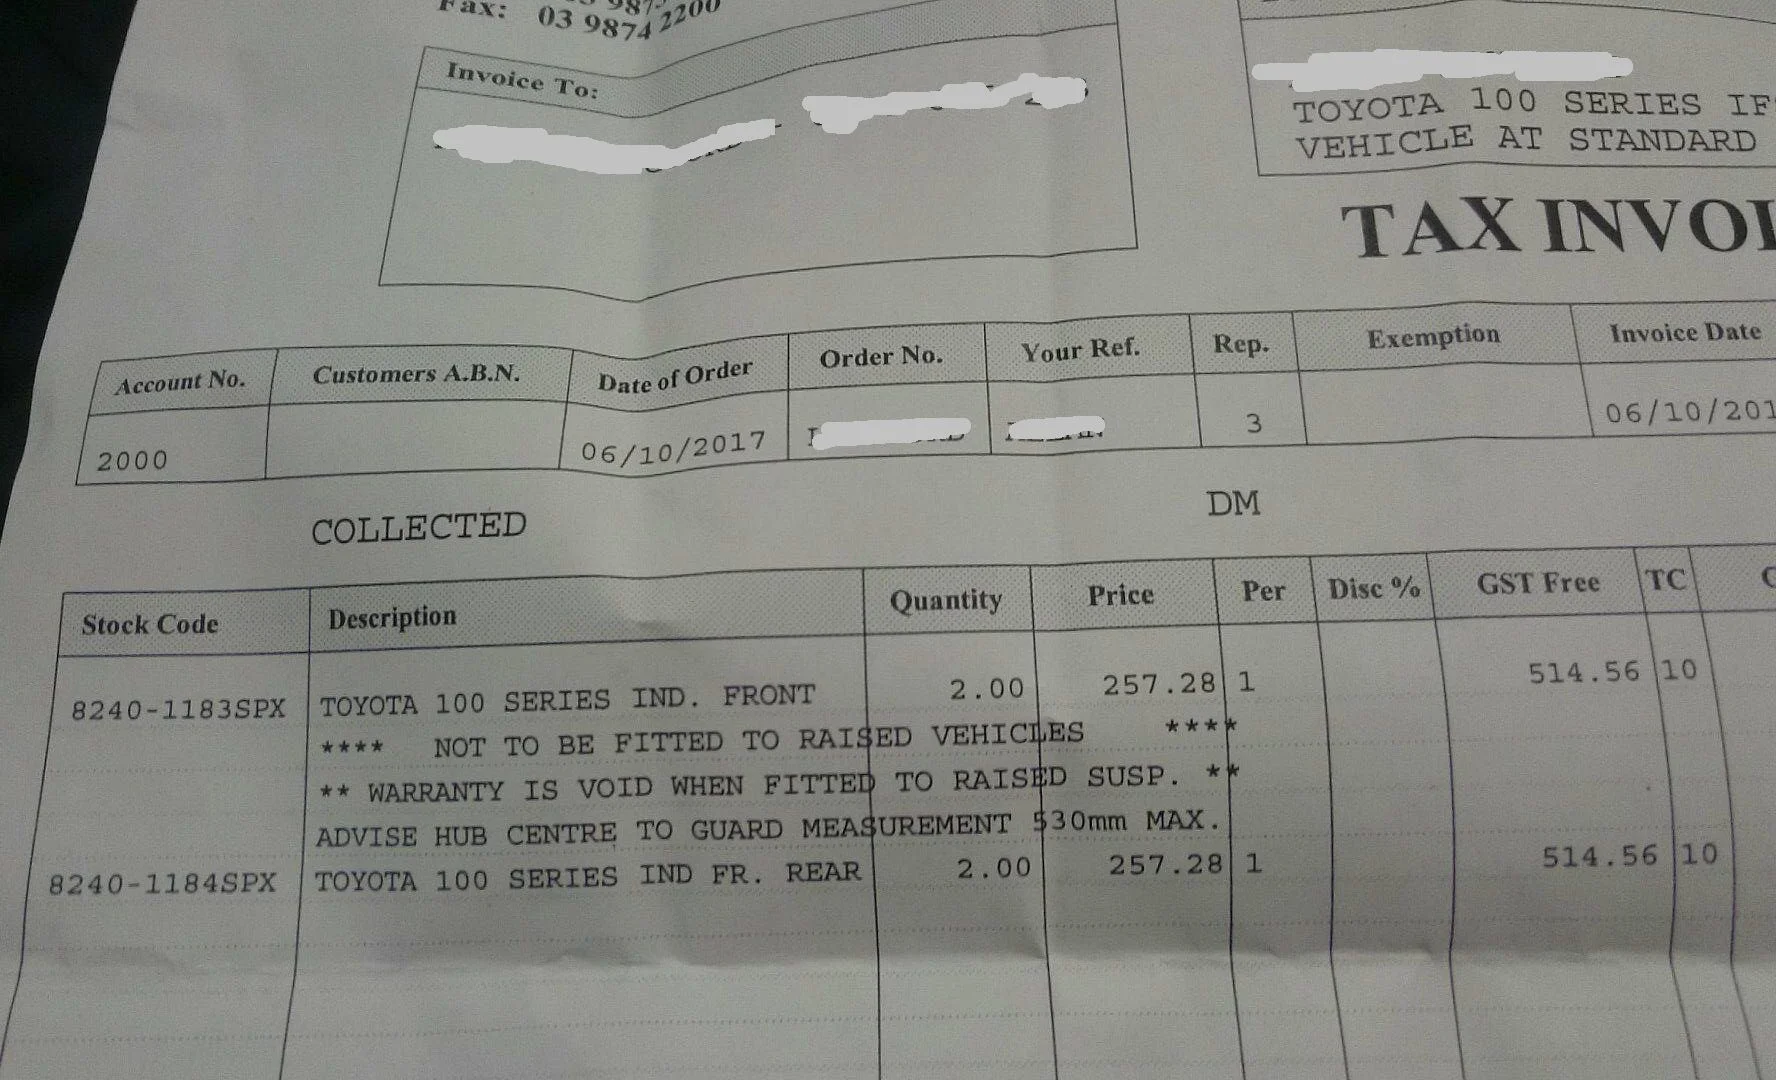 Fax: 03 9874 2200
Invoice To:
TOYOTA 100 SERIES
VEHICLE AT STANDARD
TAX
Account No. Customers A.B.N. Date of Order Order No. Your Ref. Rep. Exemption Invoice Date
2000 06/10/2017 3 06/10/201
COLLECTED DM
Stock Code Description Quantity Price Per Disc % GST Free TC
8240-1183SPX TOYOTA 100 SERIES IND. FRONT 2.00 257.28 1 514.56 10
**** NOT TO BE FITTED TO RAISED VEHICLES ****
** WARRANTY IS VOID WHEN FITTED TO RAISED SUSP. **
ADVISE HUB CENTRE TO GUARD MEASUREMENT 530mm MAX.
8240-1184SPX TOYOTA 100 SERIES IND FR. REAR 2.00 257.28 1 514.56 10